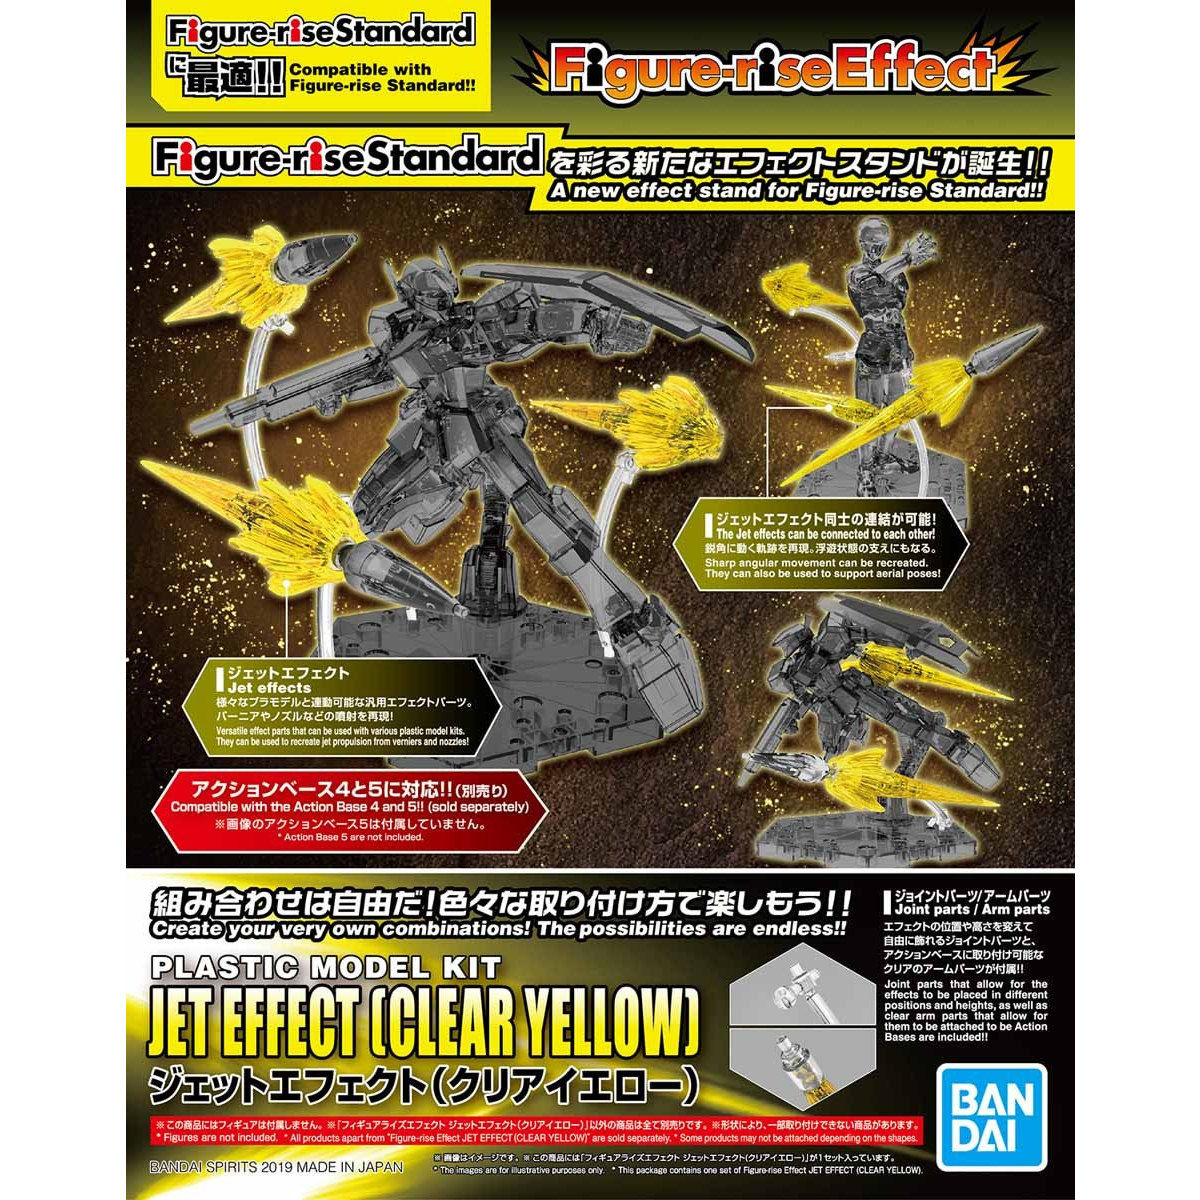 Figure-riseStandard
に最適!!
Compatible with
Figure-rise Standard!!
Figure-riseEffect
Figure-riseStandardを彩る新たなエフェクトスタンドが誕生!!
A new effect stand for Figure-rise Standard!!
ジェットエフェクト同士の連結が可能!
The Jet effects can be connected to each other!
鋭角に動く軌跡を再現。浮遊状態の支えにもなる。
Sharp angular movement can be recreated.
They can also be used to support aerial poses!
ジェットエフェクト
Jet effects
様々なプラモデルと連動可能な汎用エフェクトパーツ。
バーニアやノズルなどの噴射を再現!
Versatile effect parts that can be used with various plastic model kits.
They can be used to recreate jet propulsion from verniers and nozzles!
アクションベース4と5に対応!!(別売り)
Compatible with the Action Base 4 and 5!! (sold separately)
※画像のアクションベース5は付属していません。
* Action Base 5 are not included.
組み合わせは自由だ!色々な取り付け方で楽しもう!!
Create your very own combinations! The possibilities are endless!!
ジョイントパーツ/アームパーツ
Joint parts / Arm parts
エフェクトの位置や高さを変えて
自由に飾れるジョイントパーツと、
アクションベースに取り付け可能な
クリアのアームパーツが付属!!
Joint parts that allow for the
effects to be placed in different
positions and heights, as well as
clear arm parts that allow for
them to be attached to be Action
Bases are included!!
PLASTIC MODEL KIT
JET EFFECT (CLEAR YELLOW)
ジェットエフェクト(クリアイエロー)
※この商品にはフィギュアは付属しません。※「フィギュアライズエフェクト ジェットエフェクト(クリアイエロー)」以外の商品は全て別売りです。※形状により、一部取り付けできない商品があります。
* Figures are not included. * All products apart from "Figure-rise Effect JET EFFECT (CLEAR YELLOW)" are sold separately. * Some products may not be attached depending on the shapes.
BANDAI SPIRITS 2019 MADE IN JAPAN
※画像はイメージです。※この商品には「フィギュアライズエフェクト ジェットエフェクト(クリアイエロー)」が1セット入っています。
* The images are for illustrative purposes only. * This package contains one set of Figure-rise Effect JET EFFECT (CLEAR YELLOW).
BAN
DAI